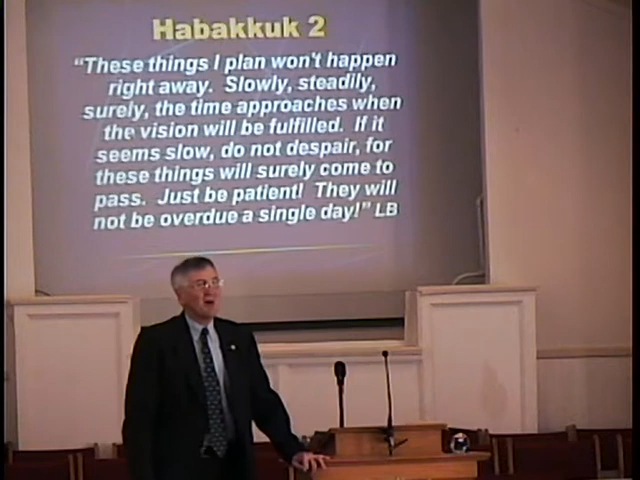 Habakkuk 2
“These things I plan won't happen
right away. Slowly, steadily,
surely, the time approaches when
the vision will be fulfilled. If it
seems slow, do not despair, for
these things will surely come to
pass. Just be patient! They will
not be overdue a single day!” LB